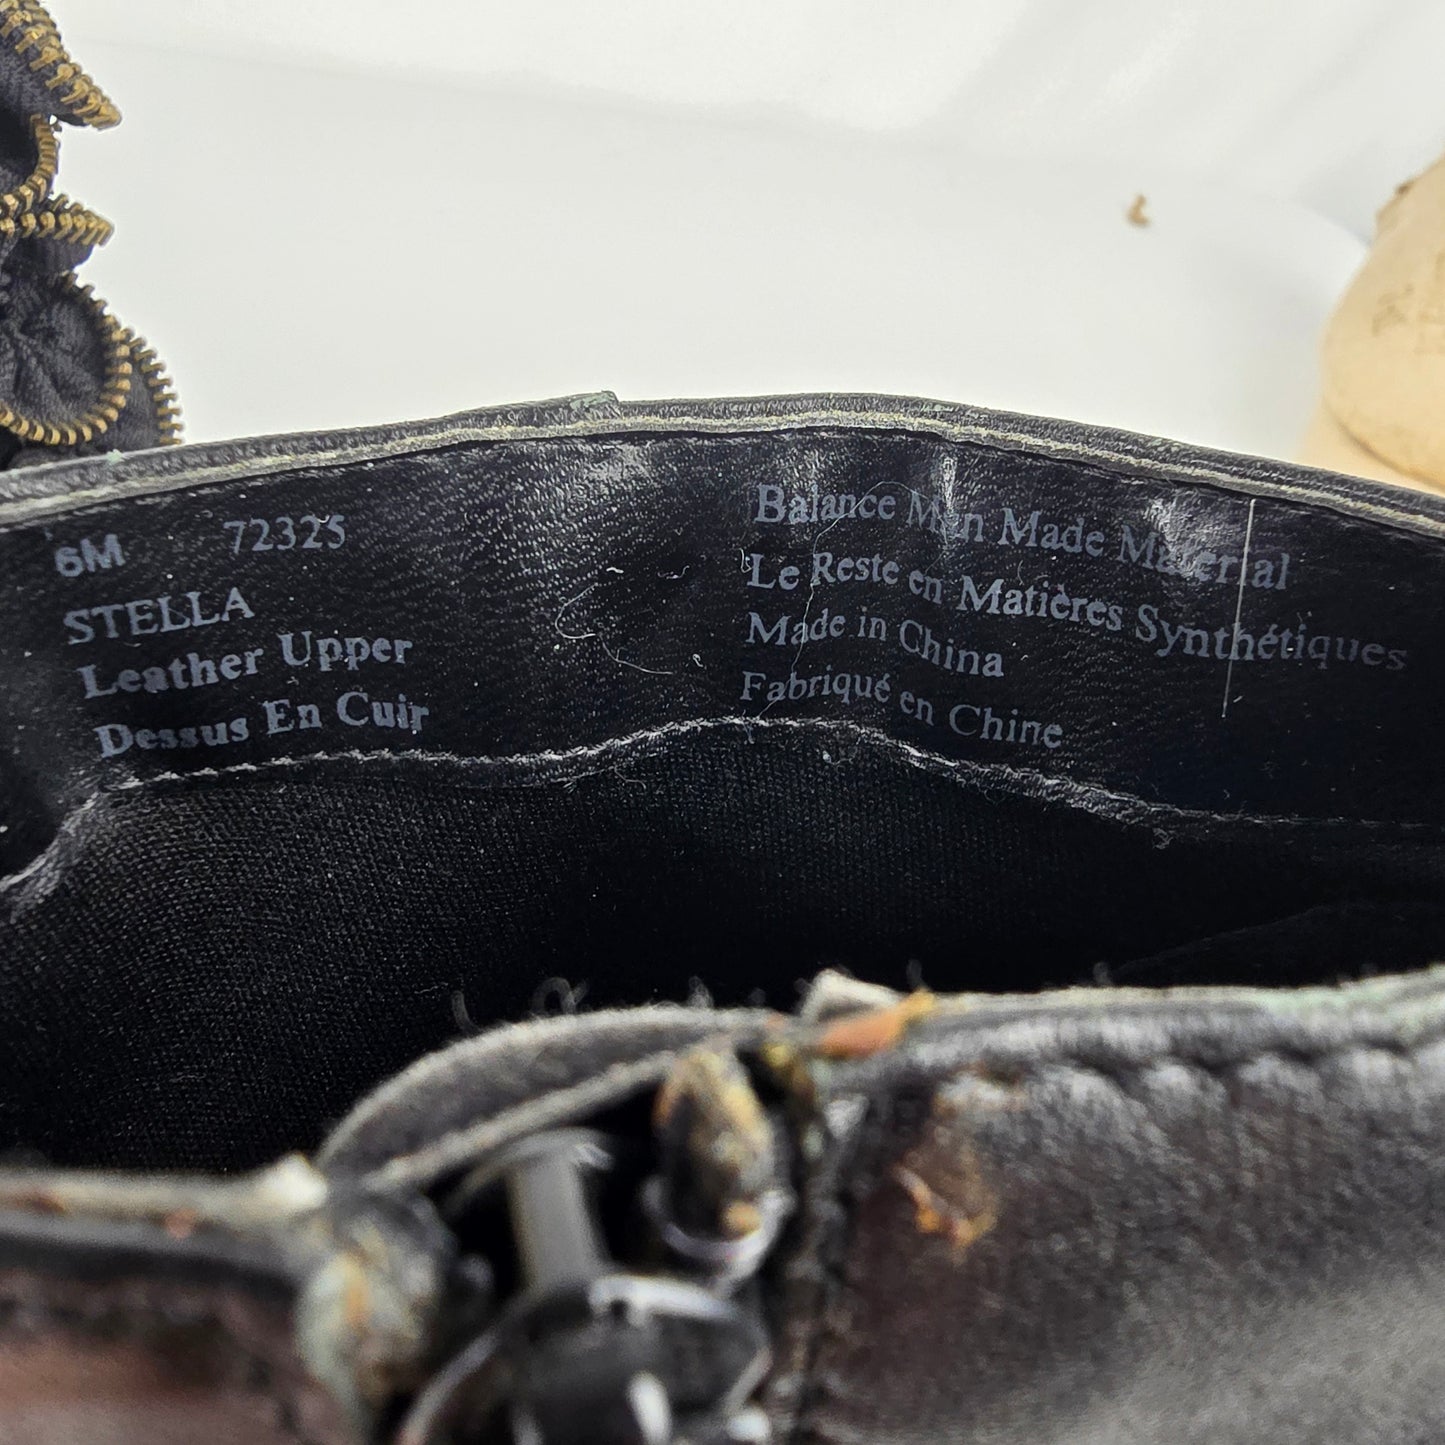 6M 72325
STELLA
Leather Upper
Dessus En Cuir
Balance Man Made Material
Le Reste en Matières Synthétiques
Made in China
Fabriqué en Chine